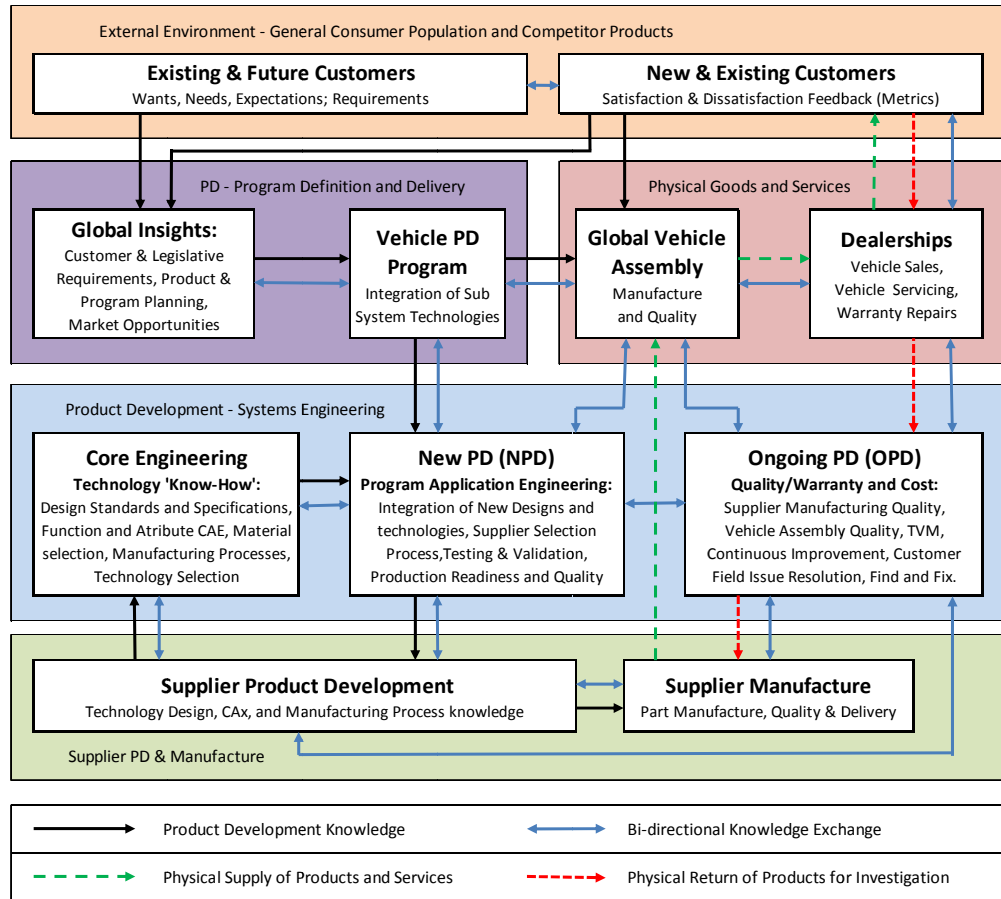 External Environment - General Consumer Population and Competitor Products
Existing & Future Customers
Wants, Needs, Expectations; Requirements
New & Existing Customers
Satisfaction & Dissatisfaction Feedback (Metrics)
PD - Program Definition and Delivery
Physical Goods and Services
Global Insights:
Customer & Legislative
Requirements, Product &
Program Planning,
Market Opportunities
Vehicle PD
Program
Integration of Sub
System Technologies
Global Vehicle
Assembly
Manufacture
and Quality
Dealerships
Vehicle Sales,
Vehicle Servicing,
Warranty Repairs
Product Development - Systems Engineering
Core Engineering
Technology 'Know-How':
Design Standards and Specifications,
Function and Atribute CAE, Material
selection, Manufacturing Processes,
Technology Selection
New PD (NPD)
Program Application Engineering:
Integration of New Designs and
technologies, Supplier Selection
Process,Testing & Validation,
Production Readiness and Quality
Ongoing PD (OPD)
Quality/Warranty and Cost:
Supplier Manufacturing Quality,
Vehicle Assembly Quality, TVM,
Continuous Improvement, Customer
Field Issue Resolution, Find and Fix.
Supplier Product Development
Technology Design, CAx, and Manufacturing Process knowledge
Supplier Manufacture
Part Manufacture, Quality & Delivery
Supplier PD & Manufacture
Product Development Knowledge
Bi-directional Knowledge Exchange
Physical Supply of Products and Services
Physical Return of Products for Investigation